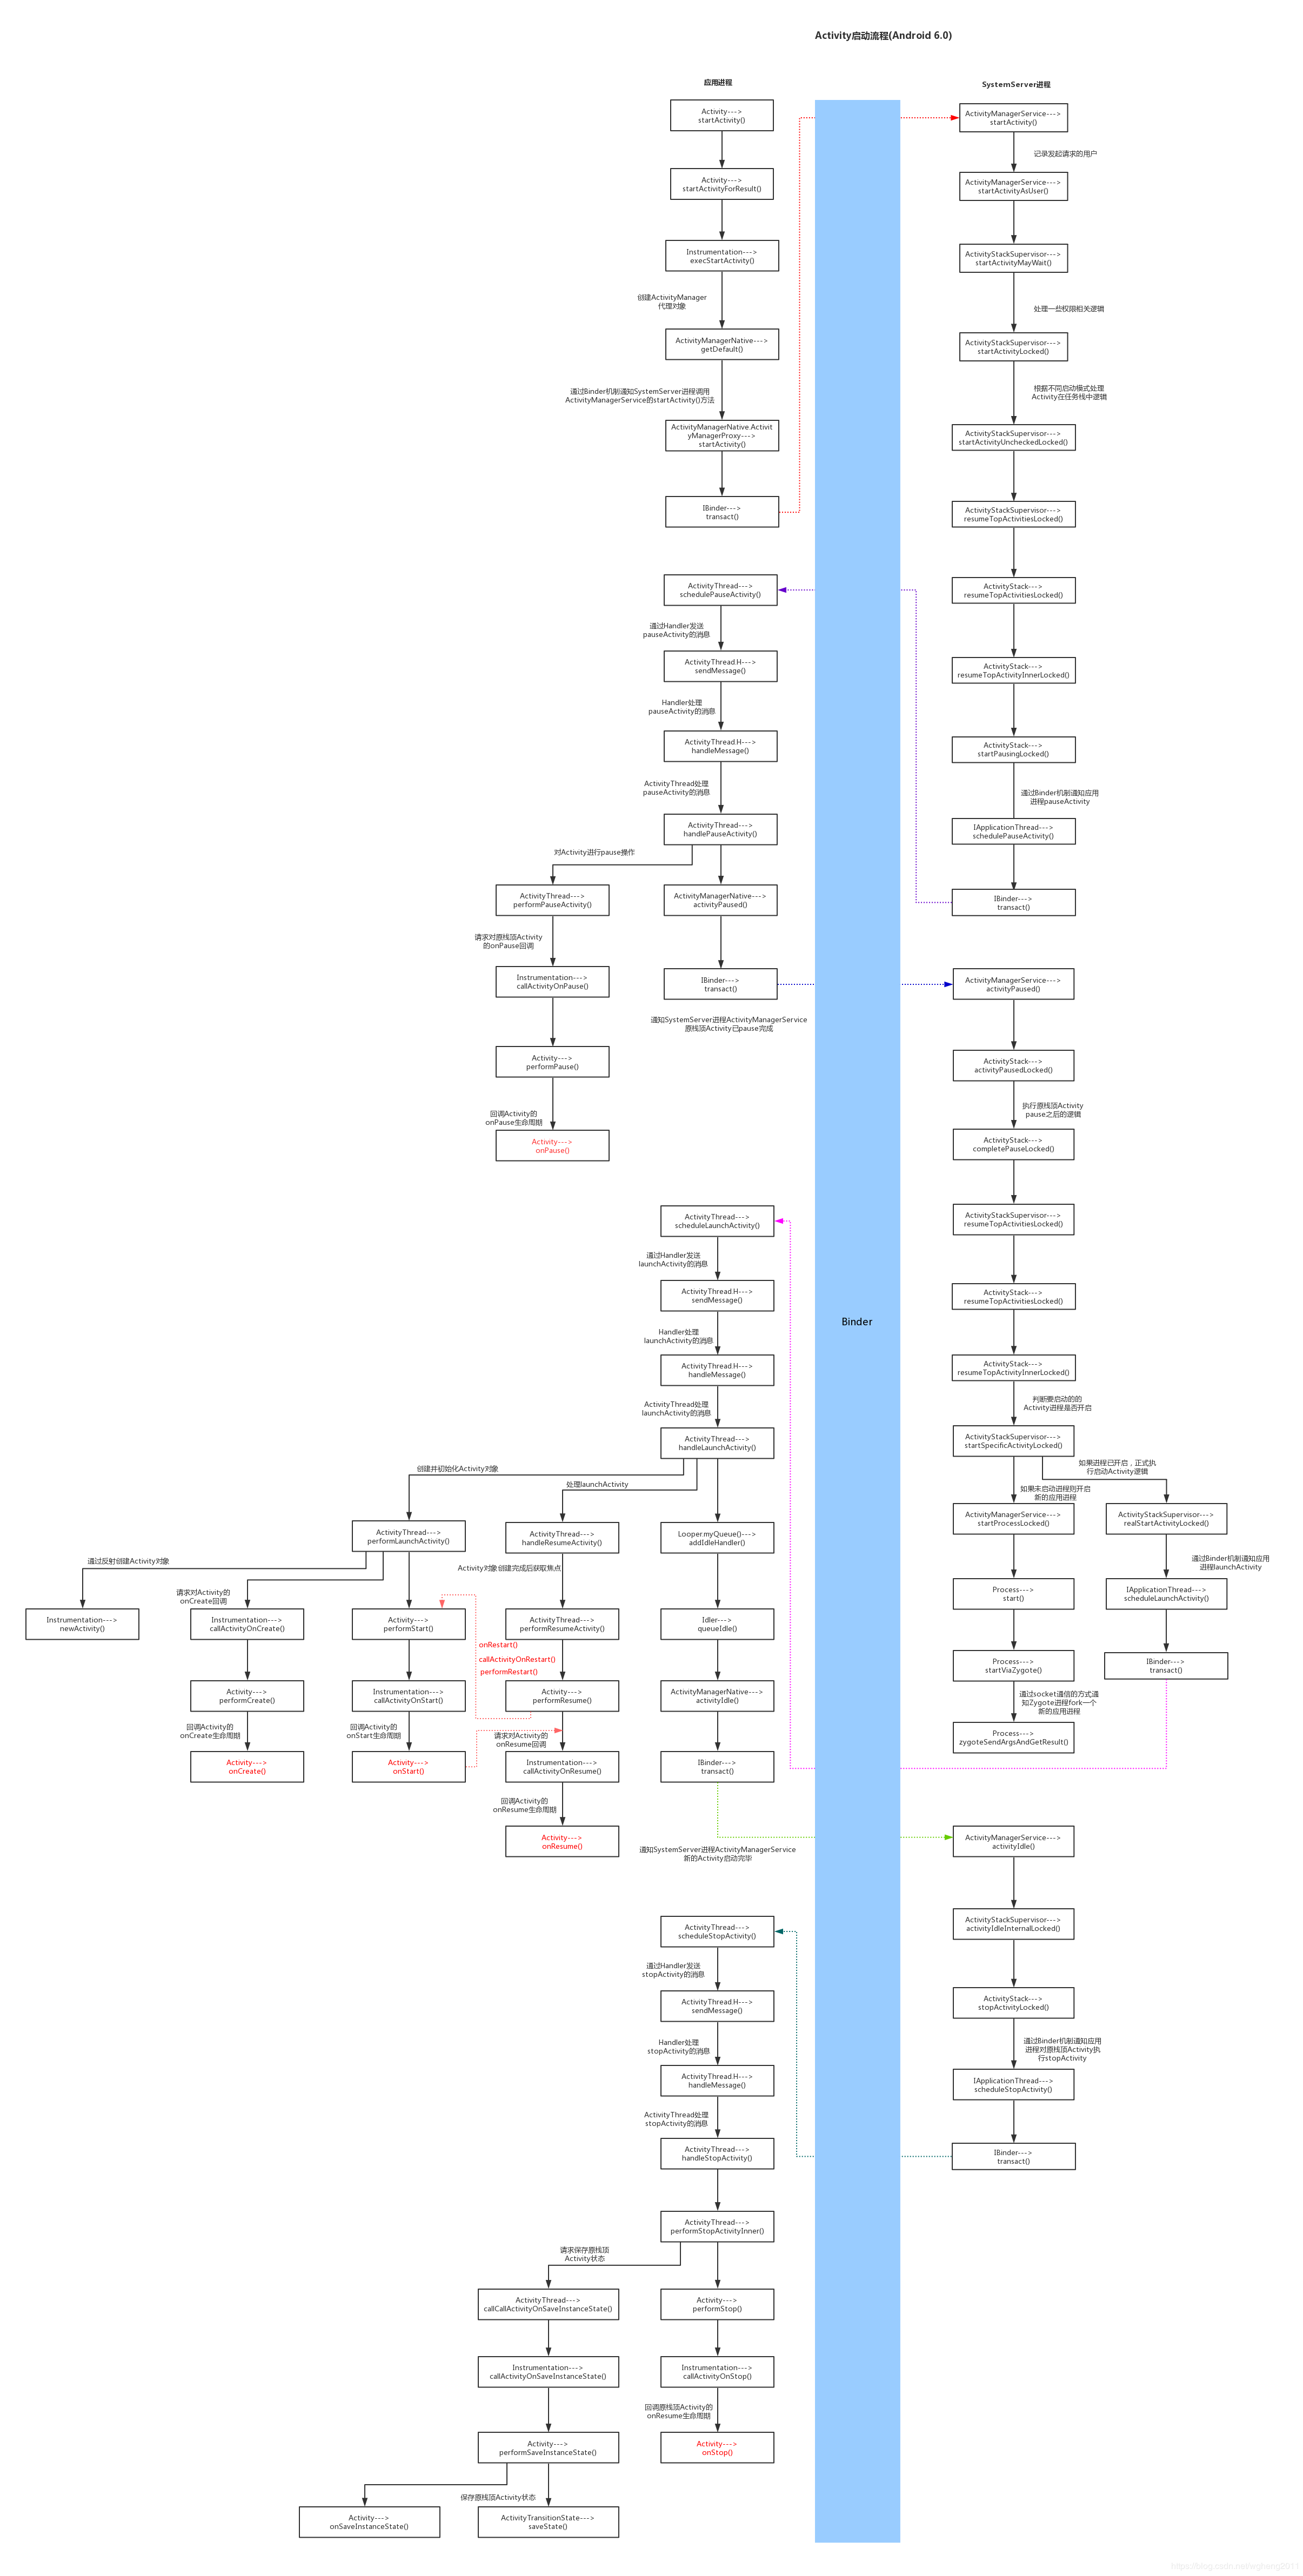 Activity启动流程(Android 6.0)
应用进程
SystemServer进程
Activity--->
startActivity()
Activity--->
startActivityForResult()
Instrumentation--->
execStartActivity()
创建ActivityManager
代理对象
ActivityManagerNative--->
getDefault()
通过Binder机制通知SystemServer进程调用
ActivityManagerService的startActivity()方法
ActivityManagerNative.Activit
yManagerProxy--->
startActivity()
IBinder--->
transact()
ActivityManagerService--->
startActivity()
记录发起请求的用户
ActivityManagerService--->
startActivityAsUser()
ActivityStackSupervisor--->
startActivityMayWait()
处理一些权限相关逻辑
ActivityStackSupervisor--->
startActivityLocked()
根据不同启动模式处理
Activity在任务栈中逻辑
ActivityStackSupervisor--->
startActivityUncheckedLocked()
ActivityStackSupervisor--->
resumeTopActivitiesLocked()
ActivityStack--->
resumeTopActivitiesLocked()
ActivityStack--->
resumeTopActivityInnerLocked()
ActivityStack--->
startPausingLocked()
通过Binder机制通知应用
进程pauseActivity
IApplicationThread--->
schedulePauseActivity()
IBinder--->
transact()
ActivityThread--->
schedulePauseActivity()
通过Handler发送
pauseActivity的消息
ActivityThread.H--->
sendMessage()
Handler处理
pauseActivity的消息
ActivityThread.H--->
handleMessage()
ActivityThread处理
pauseActivity的消息
ActivityThread--->
handlePauseActivity()
对Activity进行pause操作
ActivityThread--->
performPauseActivity()
请求对原栈顶Activity
的onPause回调
Instrumentation--->
callActivityOnPause()
Activity--->
performPause()
回调Activity的
onPause生命周期
Activity--->
onPause()
ActivityManagerNative--->
activityPaused()
IBinder--->
transact()
通知SystemServer进程ActivityManagerService
原栈顶Activity已pause完成
ActivityManagerService--->
activityPaused()
ActivityStack--->
activityPausedLocked()
执行原栈顶Activity
pause之后的逻辑
ActivityStack--->
completePauseLocked()
ActivityStackSupervisor--->
resumeTopActivitiesLocked()
ActivityStack--->
resumeTopActivitiesLocked()
ActivityStack--->
resumeTopActivityInnerLocked()
判断要启动的的
Activity进程是否开启
ActivityStackSupervisor--->
startSpecificActivityLocked()
如果进程已开启，正式执
行启动Activity逻辑
如果未启动进程则开启
新的应用进程
ActivityManagerService--->
startProcessLocked()
Process--->
start()
Process--->
startViaZygote()
通过socket通信的方式通
知Zygote进程fork一个
新的应用进程
Process--->
zygoteSendArgsAndGetResult()
ActivityStackSupervisor--->
realStartActivityLocked()
通过Binder机制通知应用
进程launchActivity
IApplicationThread--->
scheduleLaunchActivity()
IBinder--->
transact()
Binder
ActivityThread--->
scheduleLaunchActivity()
通过Handler发送
launchActivity的消息
ActivityThread.H--->
sendMessage()
Handler处理
launchActivity的消息
ActivityThread.H--->
handleMessage()
ActivityThread处理
launchActivity的消息
ActivityThread--->
handleLaunchActivity()
创建并初始化Activity对象
处理launchActivity
ActivityThread--->
performLaunchActivity()
通过反射创建Activity对象
Instrumentation--->
newActivity()
请求对Activity的
onCreate回调
Instrumentation--->
callActivityOnCreate()
Activity--->
performCreate()
回调Activity的
onCreate生命周期
Activity--->
onCreate()
Activity--->
performStart()
Instrumentation--->
callActivityOnStart()
回调Activity的
onStart生命周期
Activity--->
onStart()
ActivityThread--->
handleResumeActivity()
Activity对象创建完成后获取焦点
ActivityThread--->
performResumeActivity()
onRestart()
callActivityOnRestart()
performRestart()
Activity--->
performResume()
请求对Activity的
onResume回调
Instrumentation--->
callActivityOnResume()
回调Activity的
onResume生命周期
Activity--->
onResume()
Looper.myQueue()--->
addIdleHandler()
Idler--->
queueIdle()
ActivityManagerNative--->
activityIdle()
IBinder--->
transact()
通知SystemServer进程ActivityManagerService
新的Activity启动完毕
ActivityManagerService--->
activityIdle()
ActivityStackSupervisor--->
activityIdleInternalLocked()
ActivityStack--->
stopActivityLocked()
通过Binder机制通知应用
进程对原栈顶Activity执
行stopActivity
IApplicationThread--->
scheduleStopActivity()
IBinder--->
transact()
ActivityThread--->
scheduleStopActivity()
通过Handler发送
stopActivity的消息
ActivityThread.H--->
sendMessage()
Handler处理
stopActivity的消息
ActivityThread.H--->
handleMessage()
ActivityThread处理
stopActivity的消息
ActivityThread--->
handleStopActivity()
ActivityThread--->
performStopActivityInner()
请求保存原栈顶
Activity状态
ActivityThread--->
callCallActivityOnSaveInstanceState()
Instrumentation--->
callActivityOnSaveInstanceState()
Activity--->
performSaveInstanceState()
保存原栈顶Activity状态
Activity--->
onSaveInstanceState()
ActivityTransitionState--->
saveState()
Activity--->
performStop()
Instrumentation--->
callActivityOnStop()
回调原栈顶Activity的
onResume生命周期
Activity--->
onStop()